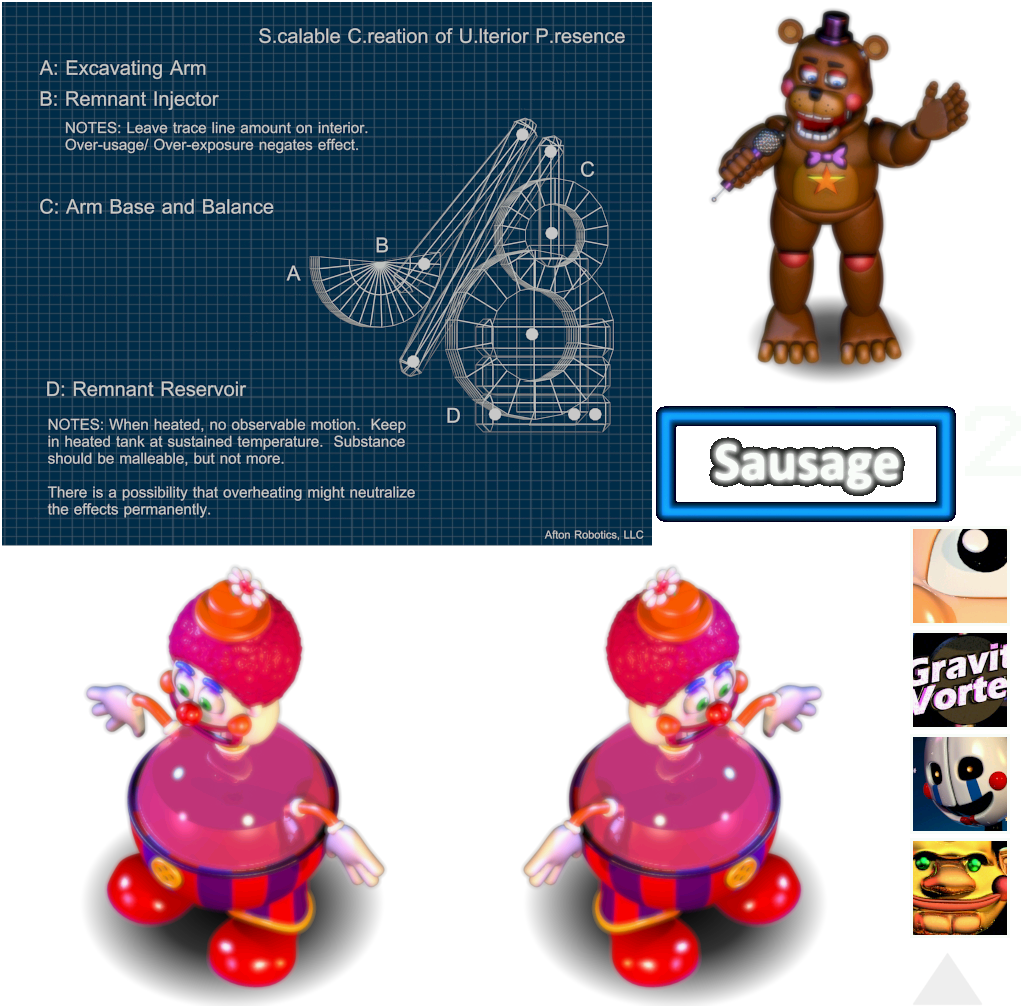 S.calable C.reation of U.lterior P.resence
A: Excavating Arm
B: Remnant Injector
NOTES: Leave trace line amount on interior.
Over-usage/ Over-exposure negates effect.
C
C: Arm Base and Balance
B
A
D: Remnant Reservoir
D
NOTES: When heated, no observable motion. Keep
in heated tank at sustained temperature. Substance
should be malleable, but not more.
There is a possibility that overheating might neutralize
the effects permanently.
Afton Robotics, LLC
Sausage
2
Gravit
Vorte